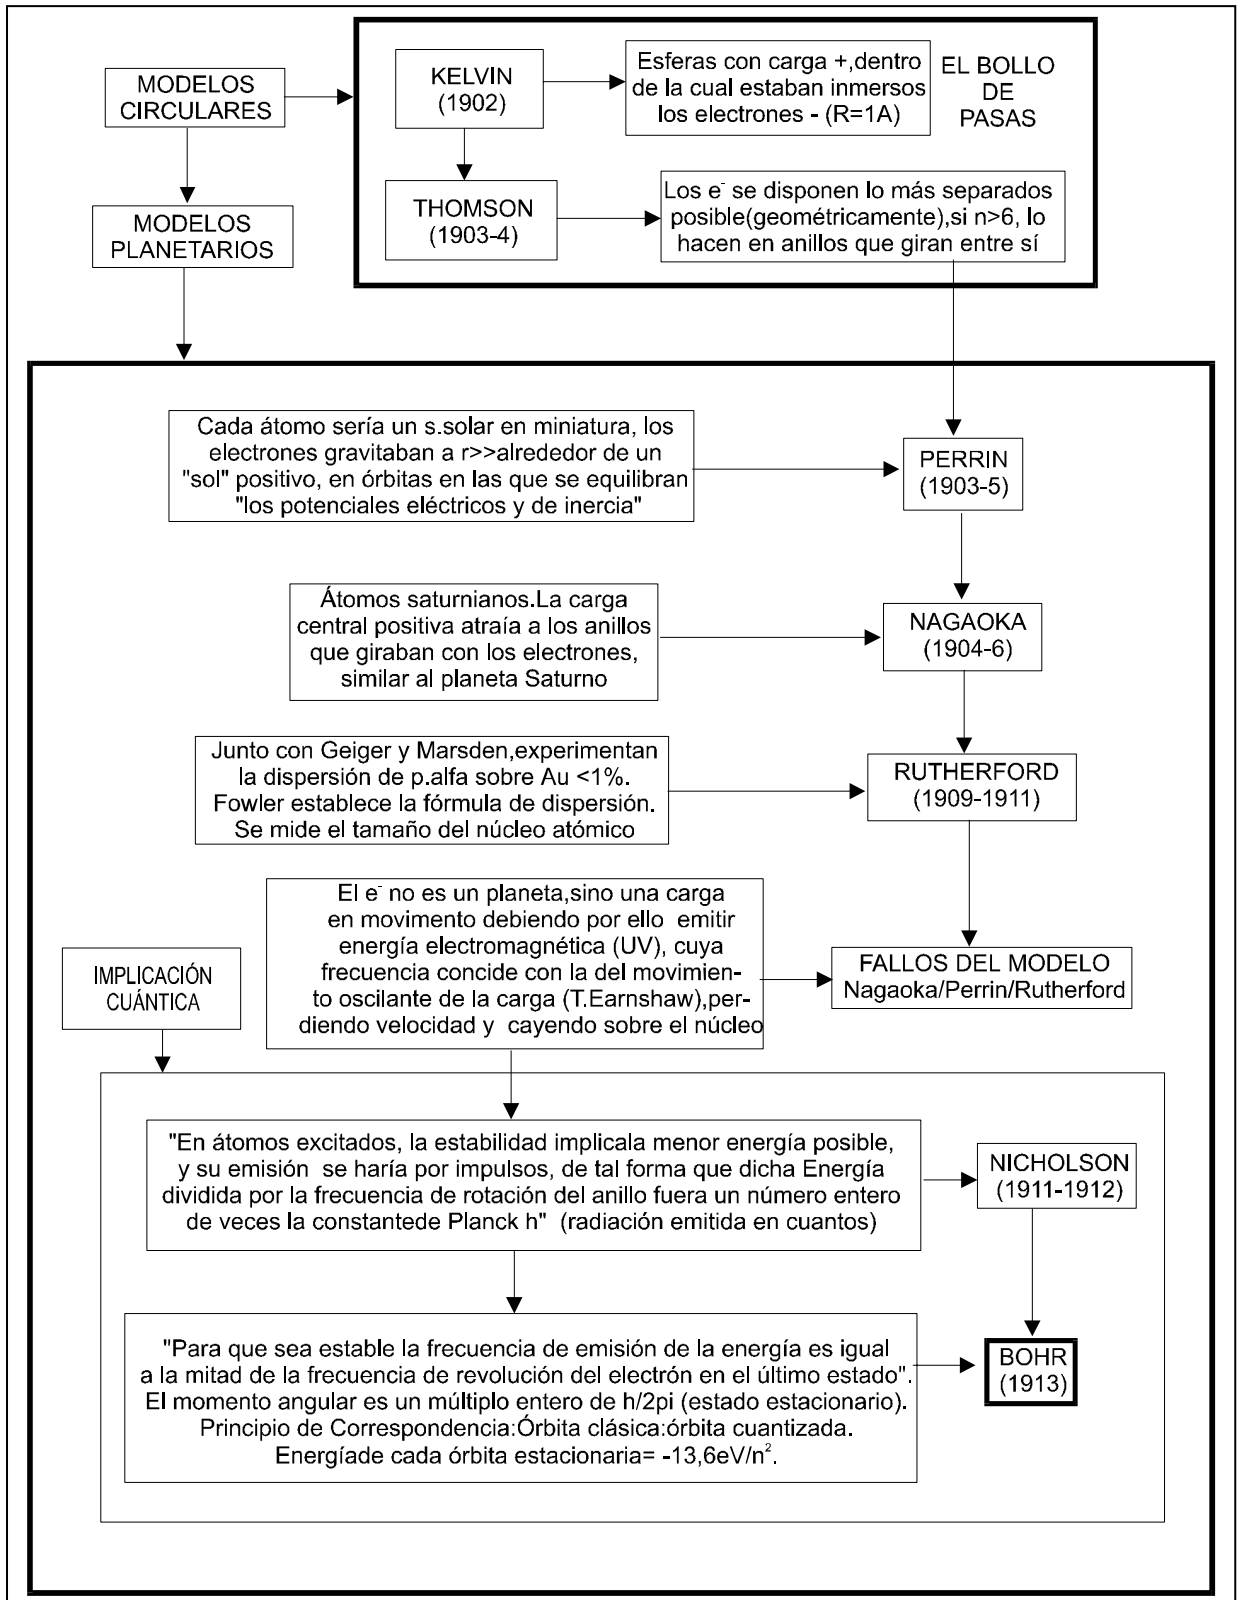 MODELOS
CIRCULARES
KELVIN
(1902)
Esferas con carga +,dentro
de la cual estaban inmersos
los electrones - (R=1A)
EL BOLLO
DE
PASAS
MODELOS
PLANETARIOS
THOMSON
(1903-4)
Los e⁻ se disponen lo más separados
posible(geométricamente),si n>6, lo
hacen en anillos que giran entre sí
Cada átomo sería un s.solar en miniatura, los
electrones gravitaban a r>>alrededor de un
"sol" positivo, en órbitas en las que se equilibran
"los potenciales eléctricos y de inercia"
PERRIN
(1903-5)
Átomos saturnianos.La carga
central positiva atraía a los anillos
que giraban con los electrones,
similar al planeta Saturno
NAGAOKA
(1904-6)
Junto con Geiger y Marsden,experimentan
la dispersión de p.alfa sobre Au <1%.
Fowler establece la fórmula de dispersión.
Se mide el tamaño del núcleo atómico
RUTHERFORD
(1909-1911)
El e⁻ no es un planeta,sino una carga
en movimiento debiendo por ello emitir
energía electromagnética (UV), cuya
frecuencia concide con la del movimien-
to oscilante de la carga (T.Earnshaw),per-
diendo velocidad y cayendo sobre el núcleo
FALLOS DEL MODELO
Nagaoka/Perrin/Rutherford
IMPLICACIÓN
CUÁNTICA
"En átomos excitados, la estabilidad implicala menor energía posible,
y su emisión se haría por impulsos, de tal forma que dicha Energía
dividida por la frecuencia de rotación del anillo fuera un número entero
de veces la constantede Planck h" (radiación emitida en cuantos)
NICHOLSON
(1911-1912)
"Para que sea estable la frecuencia de emisión de la energía es igual
a la mitad de la frecuencia de revolución del electrón en el último estado".
El momento angular es un múltiplo entero de h/2pi (estado estacionario).
Principio de Correspondencia:Órbita clásica:órbita cuantizada.
Energíade cada órbita estacionaria= -13,6eV/n².
BOHR
(1913)